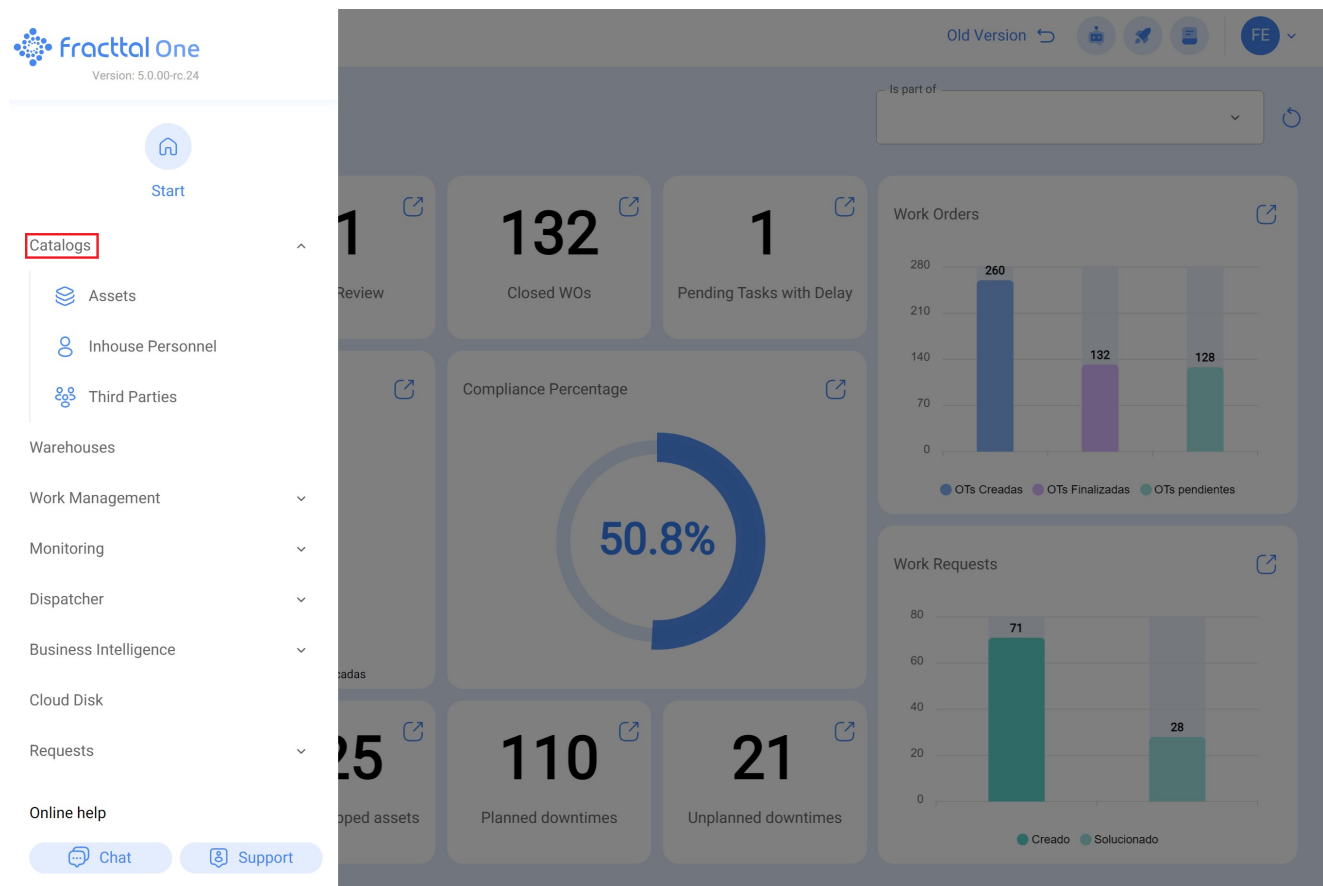 fracttal One
Version: 5.0.00-rc.24
Old Version
FE
Is part of
Start
Catalogs
Assets
Inhouse Personnel
Third Parties
Warehouses
Work Management
Monitoring
Dispatcher
Business Intelligence
Cloud Disk
Requests
Online help
Chat
Support
1
Review
132
Closed WOs
1
Pending Tasks with Delay
Work Orders
280
210
140
70
0
260
132
128
OTs Creadas
OTs Finalizadas
OTs pendientes
Compliance Percentage
50.8%
Work Requests
80
60
40
20
0
71
28
Creado
Solucionado
25
assets
110
Planned downtimes
21
Unplanned downtimes